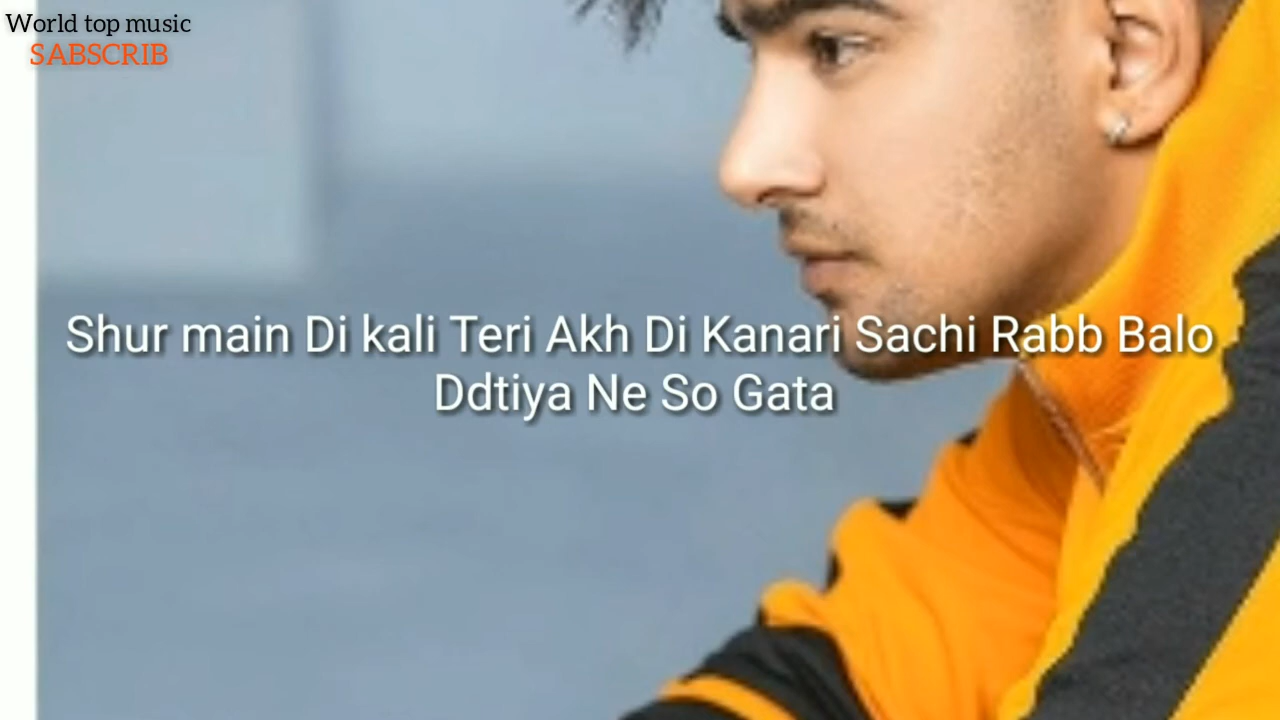 World top music
SABSCRIB
Shur main Di kali Teri Akh Di Kanari Sachi Rabb Balo
Ddtiya Ne So Gata